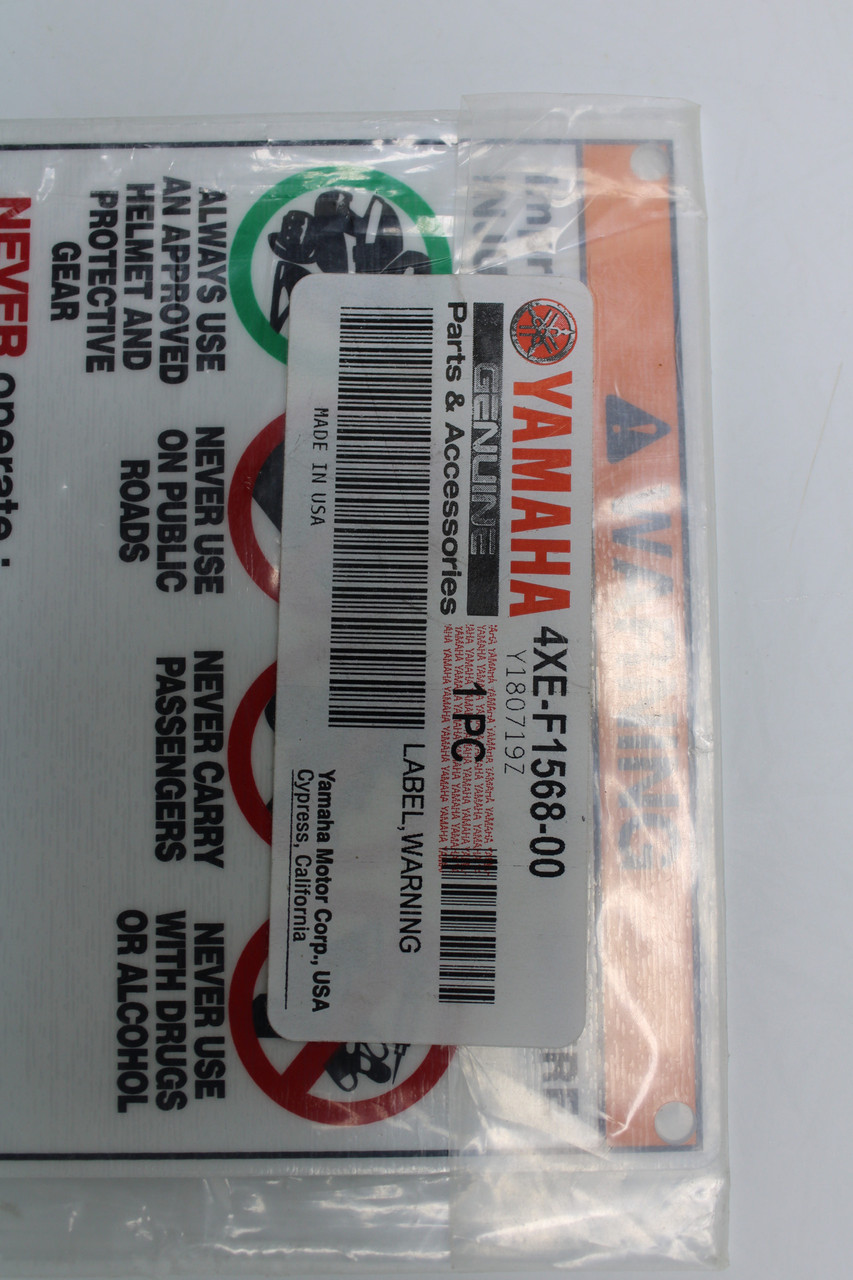 WARNING
YAMAHA
GENUINE
Parts & Accessories
4XE-F1568-00
Y180719Z
1 PC
LABEL,WARNING
MADE IN USA
Yamaha Motor Corp., USA
Cypress, California
ALWAYS USE
AN APPROVED
HELMET AND
PROTECTIVE
GEAR
NEVER USE
ON PUBLIC
ROADS
NEVER CARRY
PASSENGERS
NEVER USE
WITH DRUGS
OR ALCOHOL
NEVER operate :